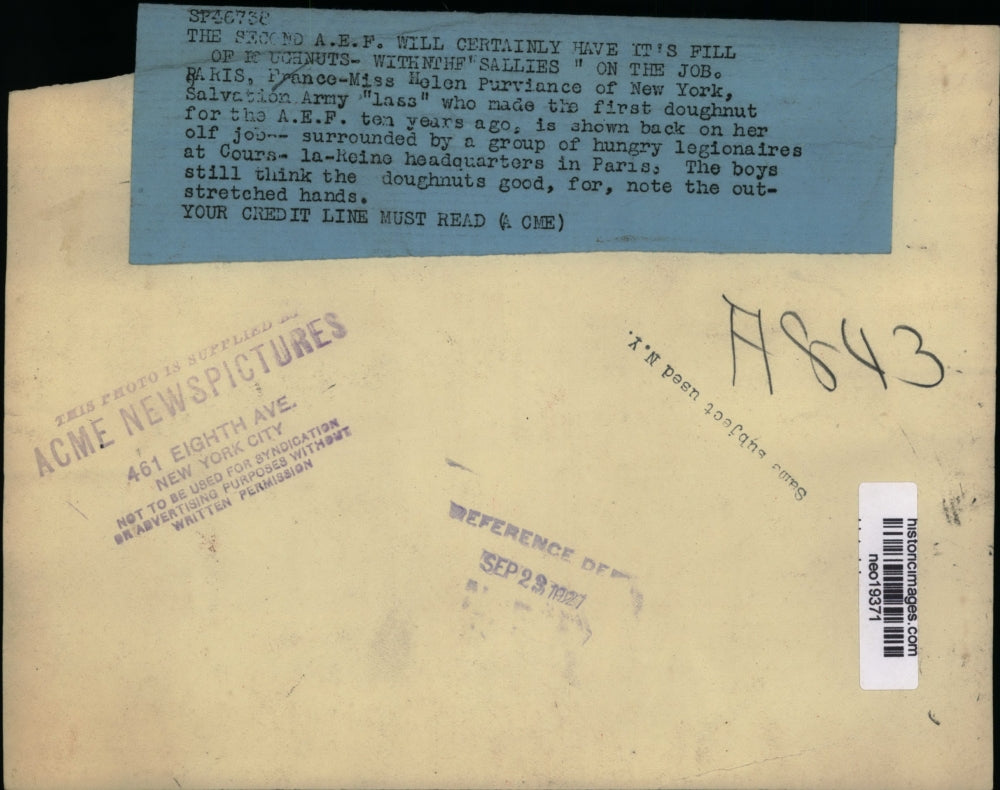 SP46738
THE SECOND A.E.F. WILL CERTAINLY HAVE IT'S FILL
OF DOUGHNUTS- WITHNTHF"SALLIES " ON THE JOB.
PARIS, France-Miss Helen Purviance of New York,
Salvation Army "lass" who made the first doughnut
for the A.E.F. ten years ago, is shown back on her
olf job-- surrounded by a group of hungry legionaires
at Cours- la-Reine headquarters in Paris. The boys
still think the doughnuts good, for, note the out-
stretched hands.
YOUR CREDIT LINE MUST READ (A CME)
THIS PHOTO IS SUPPLIED BY
ACME NEWSPICTURES
461 EIGHTH AVE.
NEW YORK CITY
NOT TO BE USED FOR SYNDICATION
OR ADVERTISING PURPOSES WITHOUT
WRITTEN PERMISSION
A843
Same subject used N.Y.
REFERENCE DE
SEP 23 1927
historicimages.com
neo19371